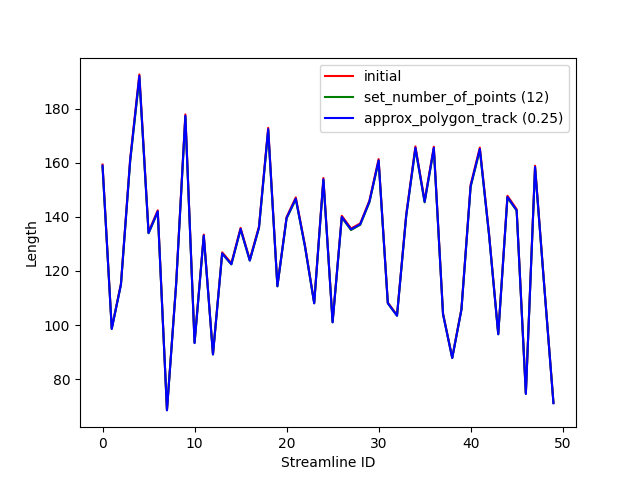 initial
set_number_of_points (12)
approx_polygon_track (0.25)
180
160
140
120
100
80
Length
0 10 20 30 40 50
Streamline ID